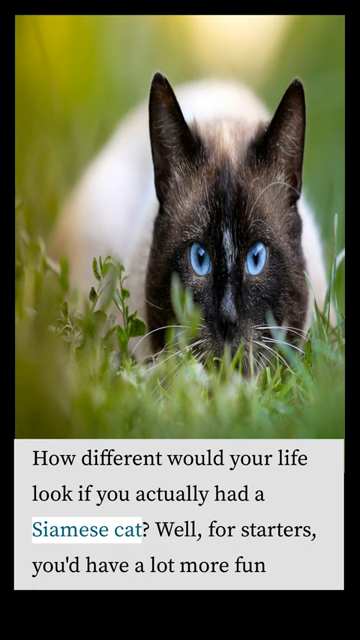 How different would your life
look if you actually had a
Siamese cat? Well, for starters,
you'd have a lot more fun